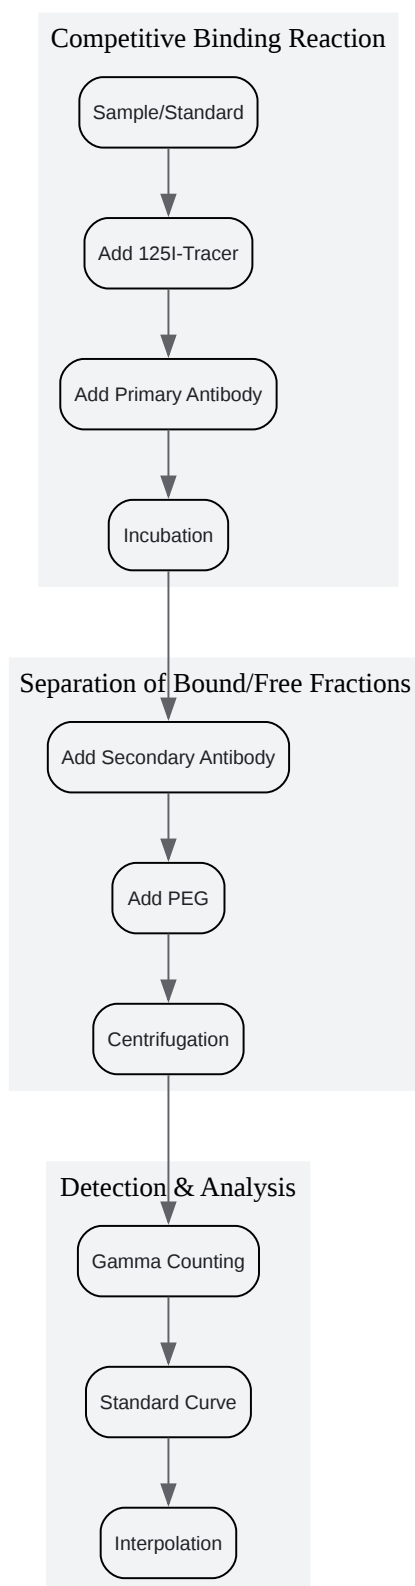 Competitive Binding Reaction
Sample/Standard
Add 125I-Tracer
Add Primary Antibody
Incubation
Separation of Bound/Free Fractions
Add Secondary Antibody
Add PEG
Centrifugation
Detection & Analysis
Gamma Counting
Standard Curve
Interpolation